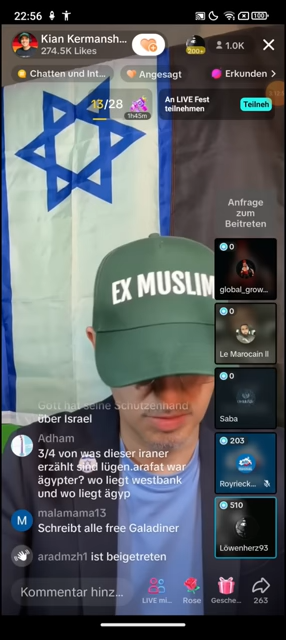 22:56
100
Kian Kermansh...
274.5K Likes
200+
1.0K
Chatten und Int...
Angesagt
Erkunden
13/28
1h45m
An LIVE Fest
teilnehmen
Teilneh
Anfrage
zum
Beitreten
EX MUSLIM
0
global_grow...
0
Le Marocain ll
0
Saba
203
Royrieck...
510
Löwenherz93
Gott hat seine Schützenhand
über Israel
Adham
3/4 von was dieser iraner
erzählt sind lügen.arafat war
ägypter? wo liegt westbank
und wo liegt ägyp
malamama13
Schreibt alle free Galadiner
aradmzh1 ist beigetreten
Kommentar hinz...
LIVE mi...
Rose
Gesche...
263